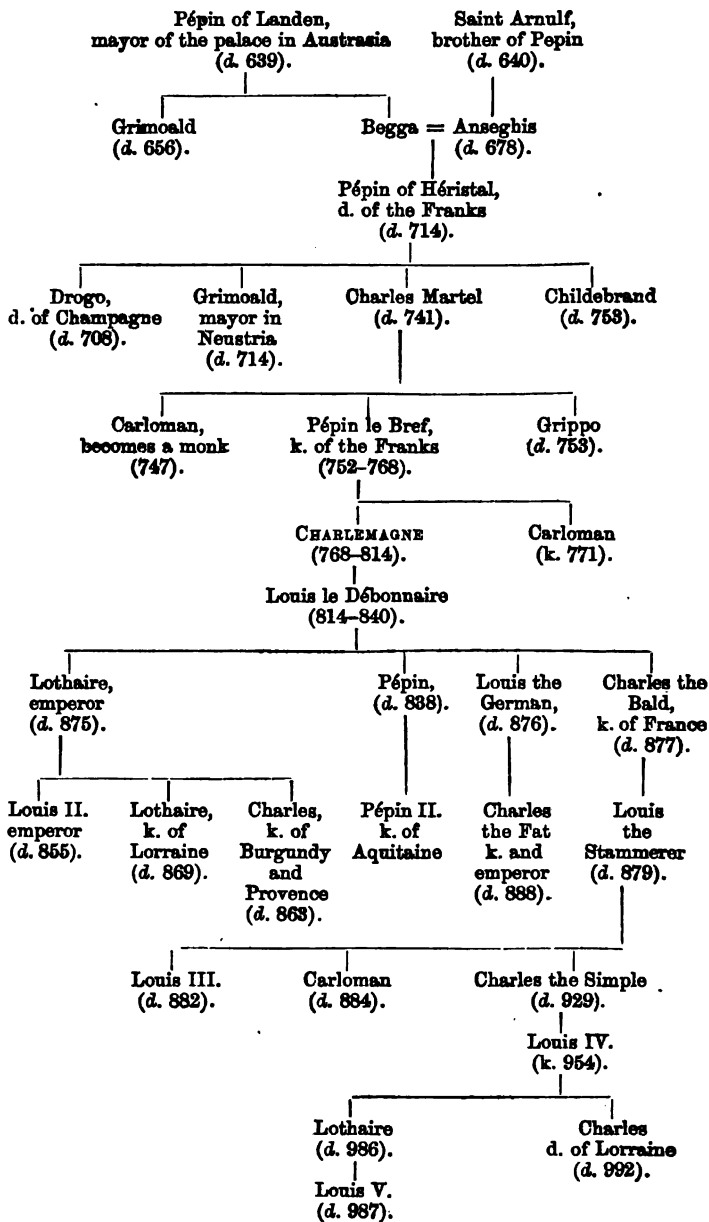 Pépin of Landen,
mayor of the palace in Austrasia
(d. 639).
Saint Arnulf,
brother of Pepin
(d. 640).
Grimoald
(d. 656).
Begga = Anseghis
(d. 678).
Pépin of Héristal,
d. of the Franks
(d. 714).
Drogo,
d. of Champagne
(d. 708).
Grimoald,
mayor in
Neustria
(d. 714).
Charles Martel
(d. 741).
Childebrand
(d. 753).
Carloman,
becomes a monk
(747).
Pépin le Bref,
k. of the Franks
(752–768).
Grippo
(d. 753).
CHARLEMAGNE
(768–814).
Carloman
(k. 771).
Louis le Débonnaire
(814–840).
Lothaire,
emperor
(d. 875).
Pépin,
(d. 838).
Louis the
German,
(d. 876).
Charles the
Bald,
k. of France
(d. 877).
Louis II.
emperor
(d. 855).
Lothaire,
k. of
Lorraine
(d. 869).
Charles,
k. of
Burgundy
and
Provence
(d. 863).
Pépin II.
k. of
Aquitaine
Charles
the Fat
k. and
emperor
(d. 888).
Louis
the
Stammerer
(d. 879).
Louis III.
(d. 882).
Carloman
(d. 884).
Charles the Simple
(d. 929).
Louis IV.
(k. 954).
Lothaire
(d. 986).
Charles
d. of Lorraine
(d. 992).
Louis V.
(d. 987).